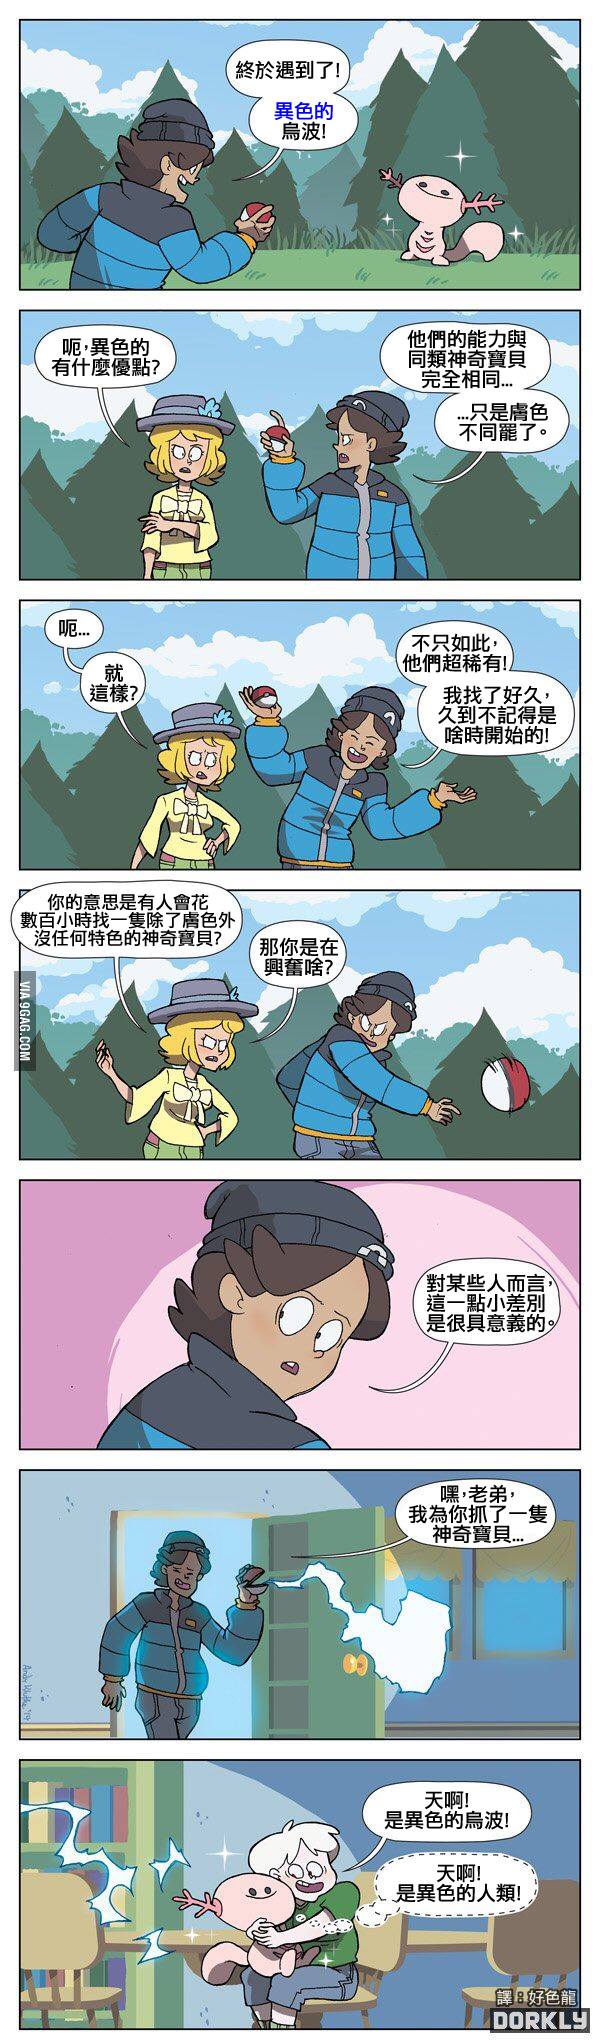 終於遇到了!
異色的
烏波!
呃,異色的
有什麼優點?
他們的能力與
同類神奇寶貝
完全相同...
...只是膚色
不同罷了。
呃...
就
這樣?
不只如此,
他們超稀有!
我找了好久,
久到不記得是
啥時開始的!
你的意思是有人會花
數百小時找一隻除了膚色外
沒任何特色的神奇寶貝?
那你是在
興奮啥?
VIA 9GAG.COM
對某些人而言,
這一點小差別
是很具意義的。
嘿,老弟,
我為你抓了一隻
神奇寶貝...
天啊!
是異色的烏波!
天啊!
是異色的人類!
譯8好色龍
DORKLY